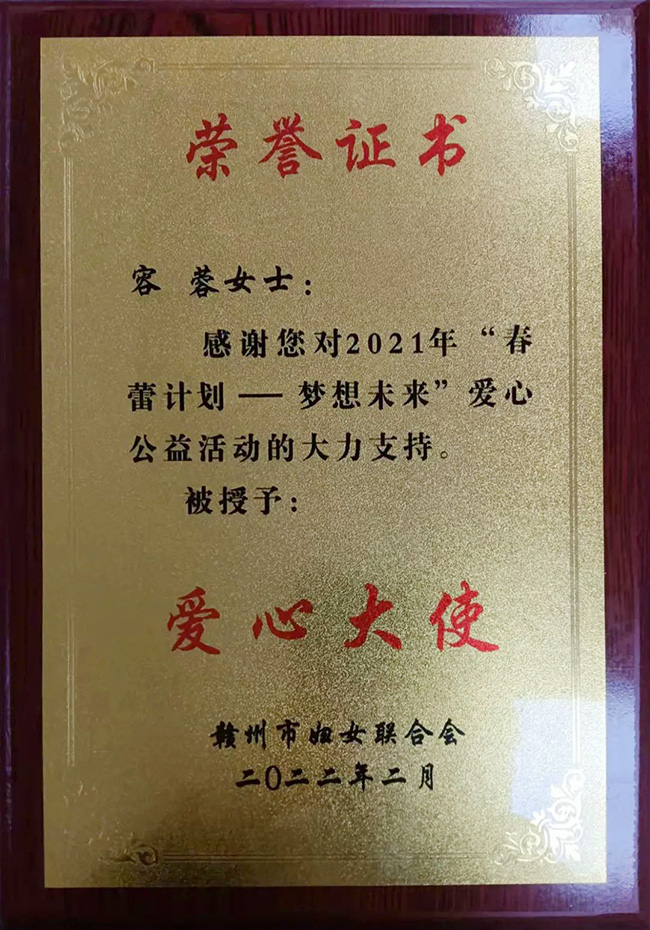 荣誉证书
容 蓉女士：
感谢您对2021年“春
蕾计划 — 梦想未来”爱心
公益活动的大力支持。
被授予：
爱心大使
赣州市妇女联合会
二〇二二年二月